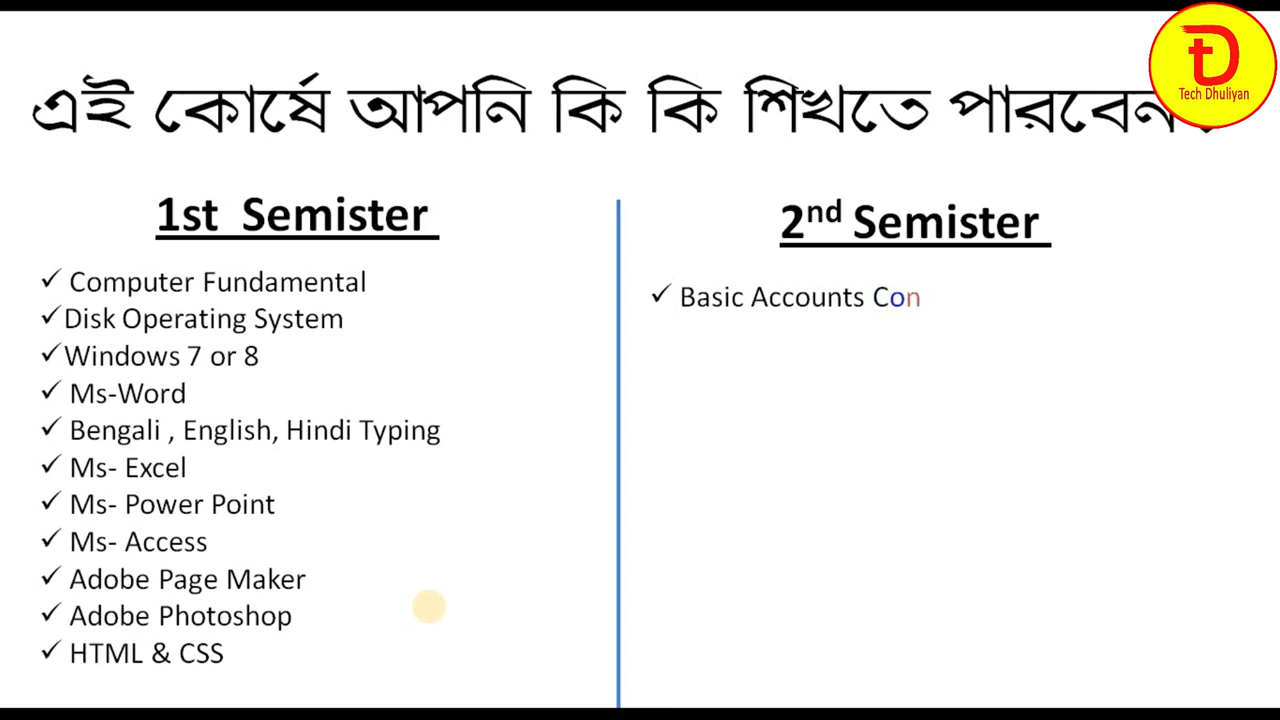 এই কোর্ষে আপনি কি কি শিখতে পারবেন
Tech Dhuliyan
1st Semister
✓ Computer Fundamental
✓ Disk Operating System
✓ Windows 7 or 8
✓ Ms-Word
✓ Bengali , English, Hindi Typing
✓ Ms- Excel
✓ Ms- Power Point
✓ Ms- Access
✓ Adobe Page Maker
✓ Adobe Photoshop
✓ HTML & CSS
2nd Semister
✓ Basic Accounts Con